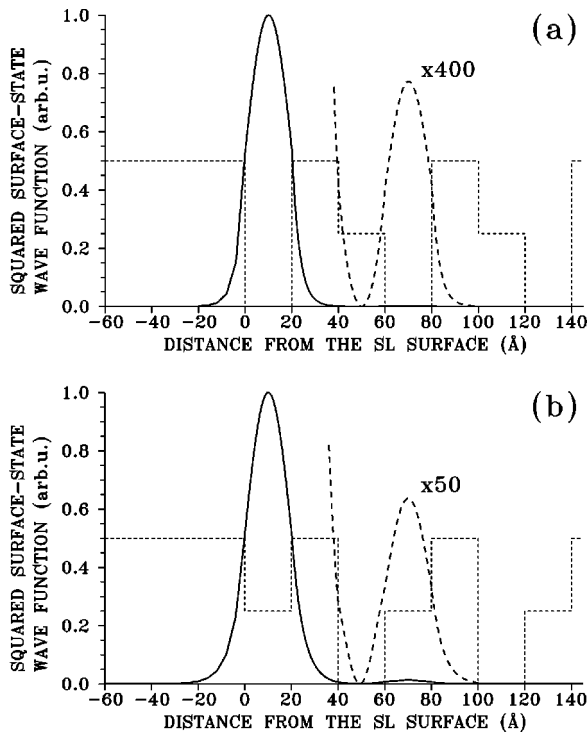 (a)
x400
SQUARED SURFACE-STATE
WAVE FUNCTION (arb.u.)
1.0
0.8
0.6
0.4
0.2
0.0
-60 -40 -20 0 20 40 60 80 100 120 140
DISTANCE FROM THE SL SURFACE (Å)
(b)
x50
SQUARED SURFACE-STATE
WAVE FUNCTION (arb.u.)
1.0
0.8
0.6
0.4
0.2
0.0
-60 -40 -20 0 20 40 60 80 100 120 140
DISTANCE FROM THE SL SURFACE (Å)